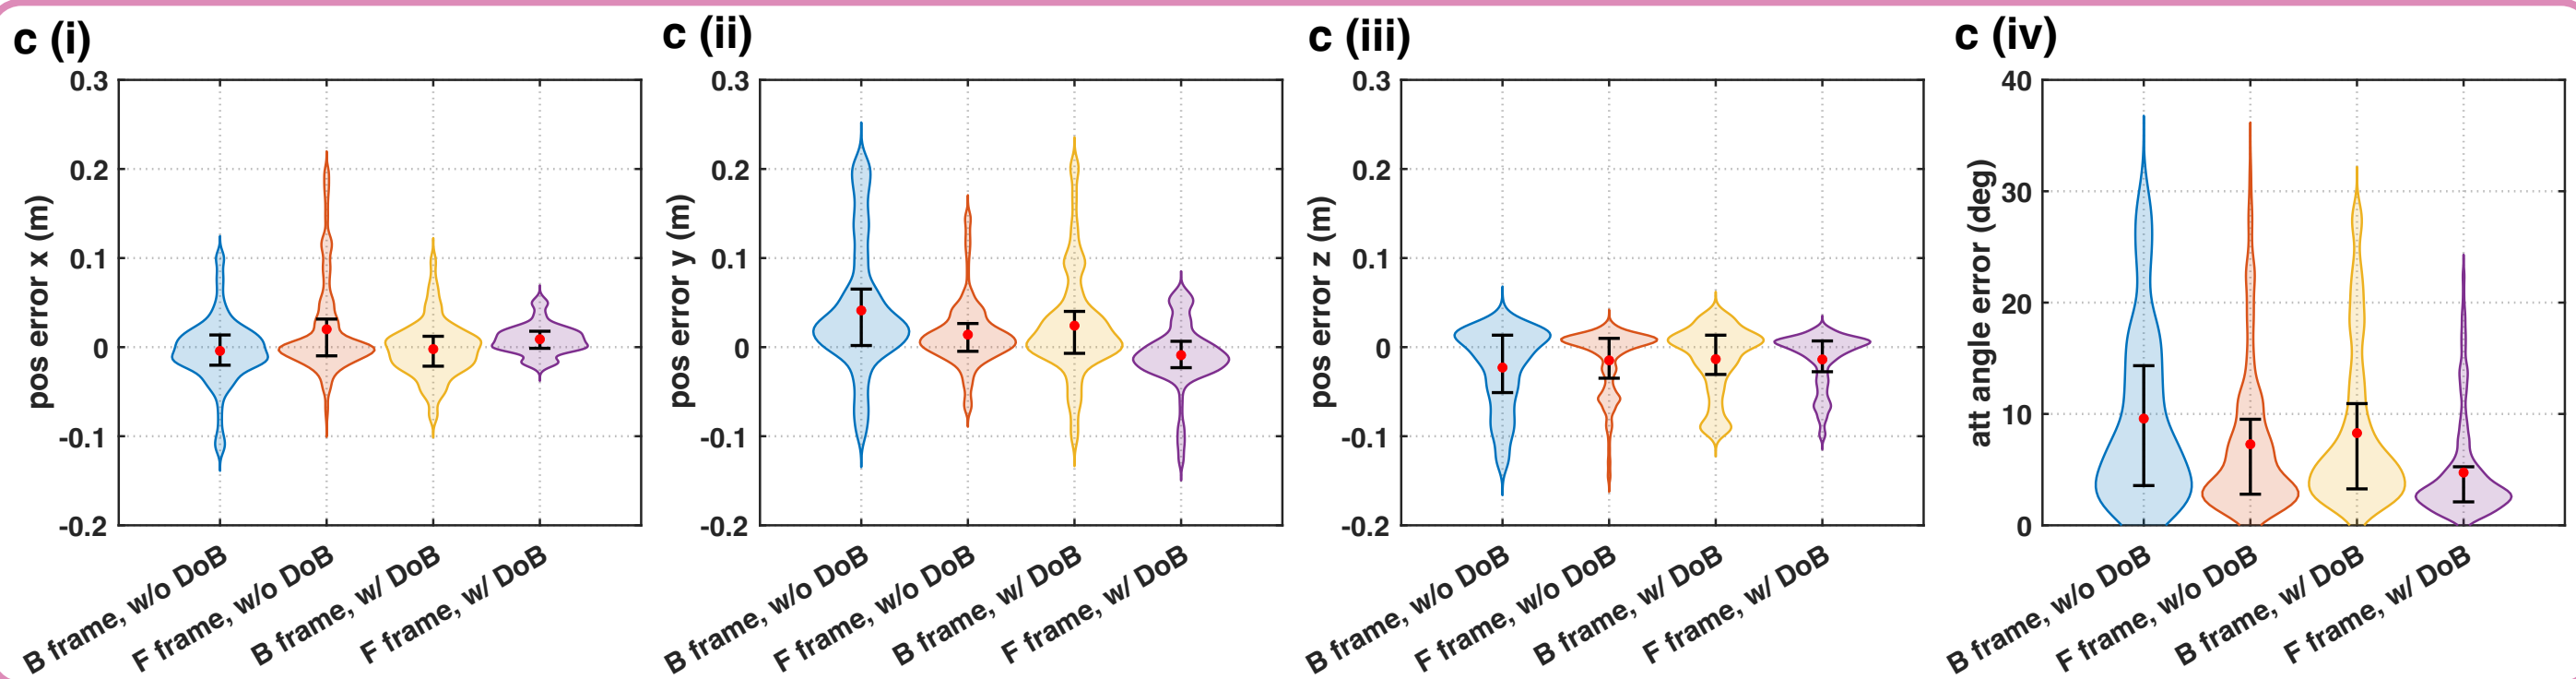 c (i)
0.3
0.2
0.1
0
-0.1
-0.2
pos error x (m)
B frame, w/o DoB
F frame, w/o DoB
B frame, w/ DoB
F frame, w/ DoB
c (ii)
0.3
0.2
0.1
0
-0.1
-0.2
pos error y (m)
B frame, w/o DoB
F frame, w/o DoB
B frame, w/ DoB
F frame, w/ DoB
c (iii)
0.3
0.2
0.1
0
-0.1
-0.2
pos error z (m)
B frame, w/o DoB
F frame, w/o DoB
B frame, w/ DoB
F frame, w/ DoB
c (iv)
40
30
20
10
0
att angle error (deg)
B frame, w/o DoB
F frame, w/o DoB
B frame, w/ DoB
F frame, w/ DoB